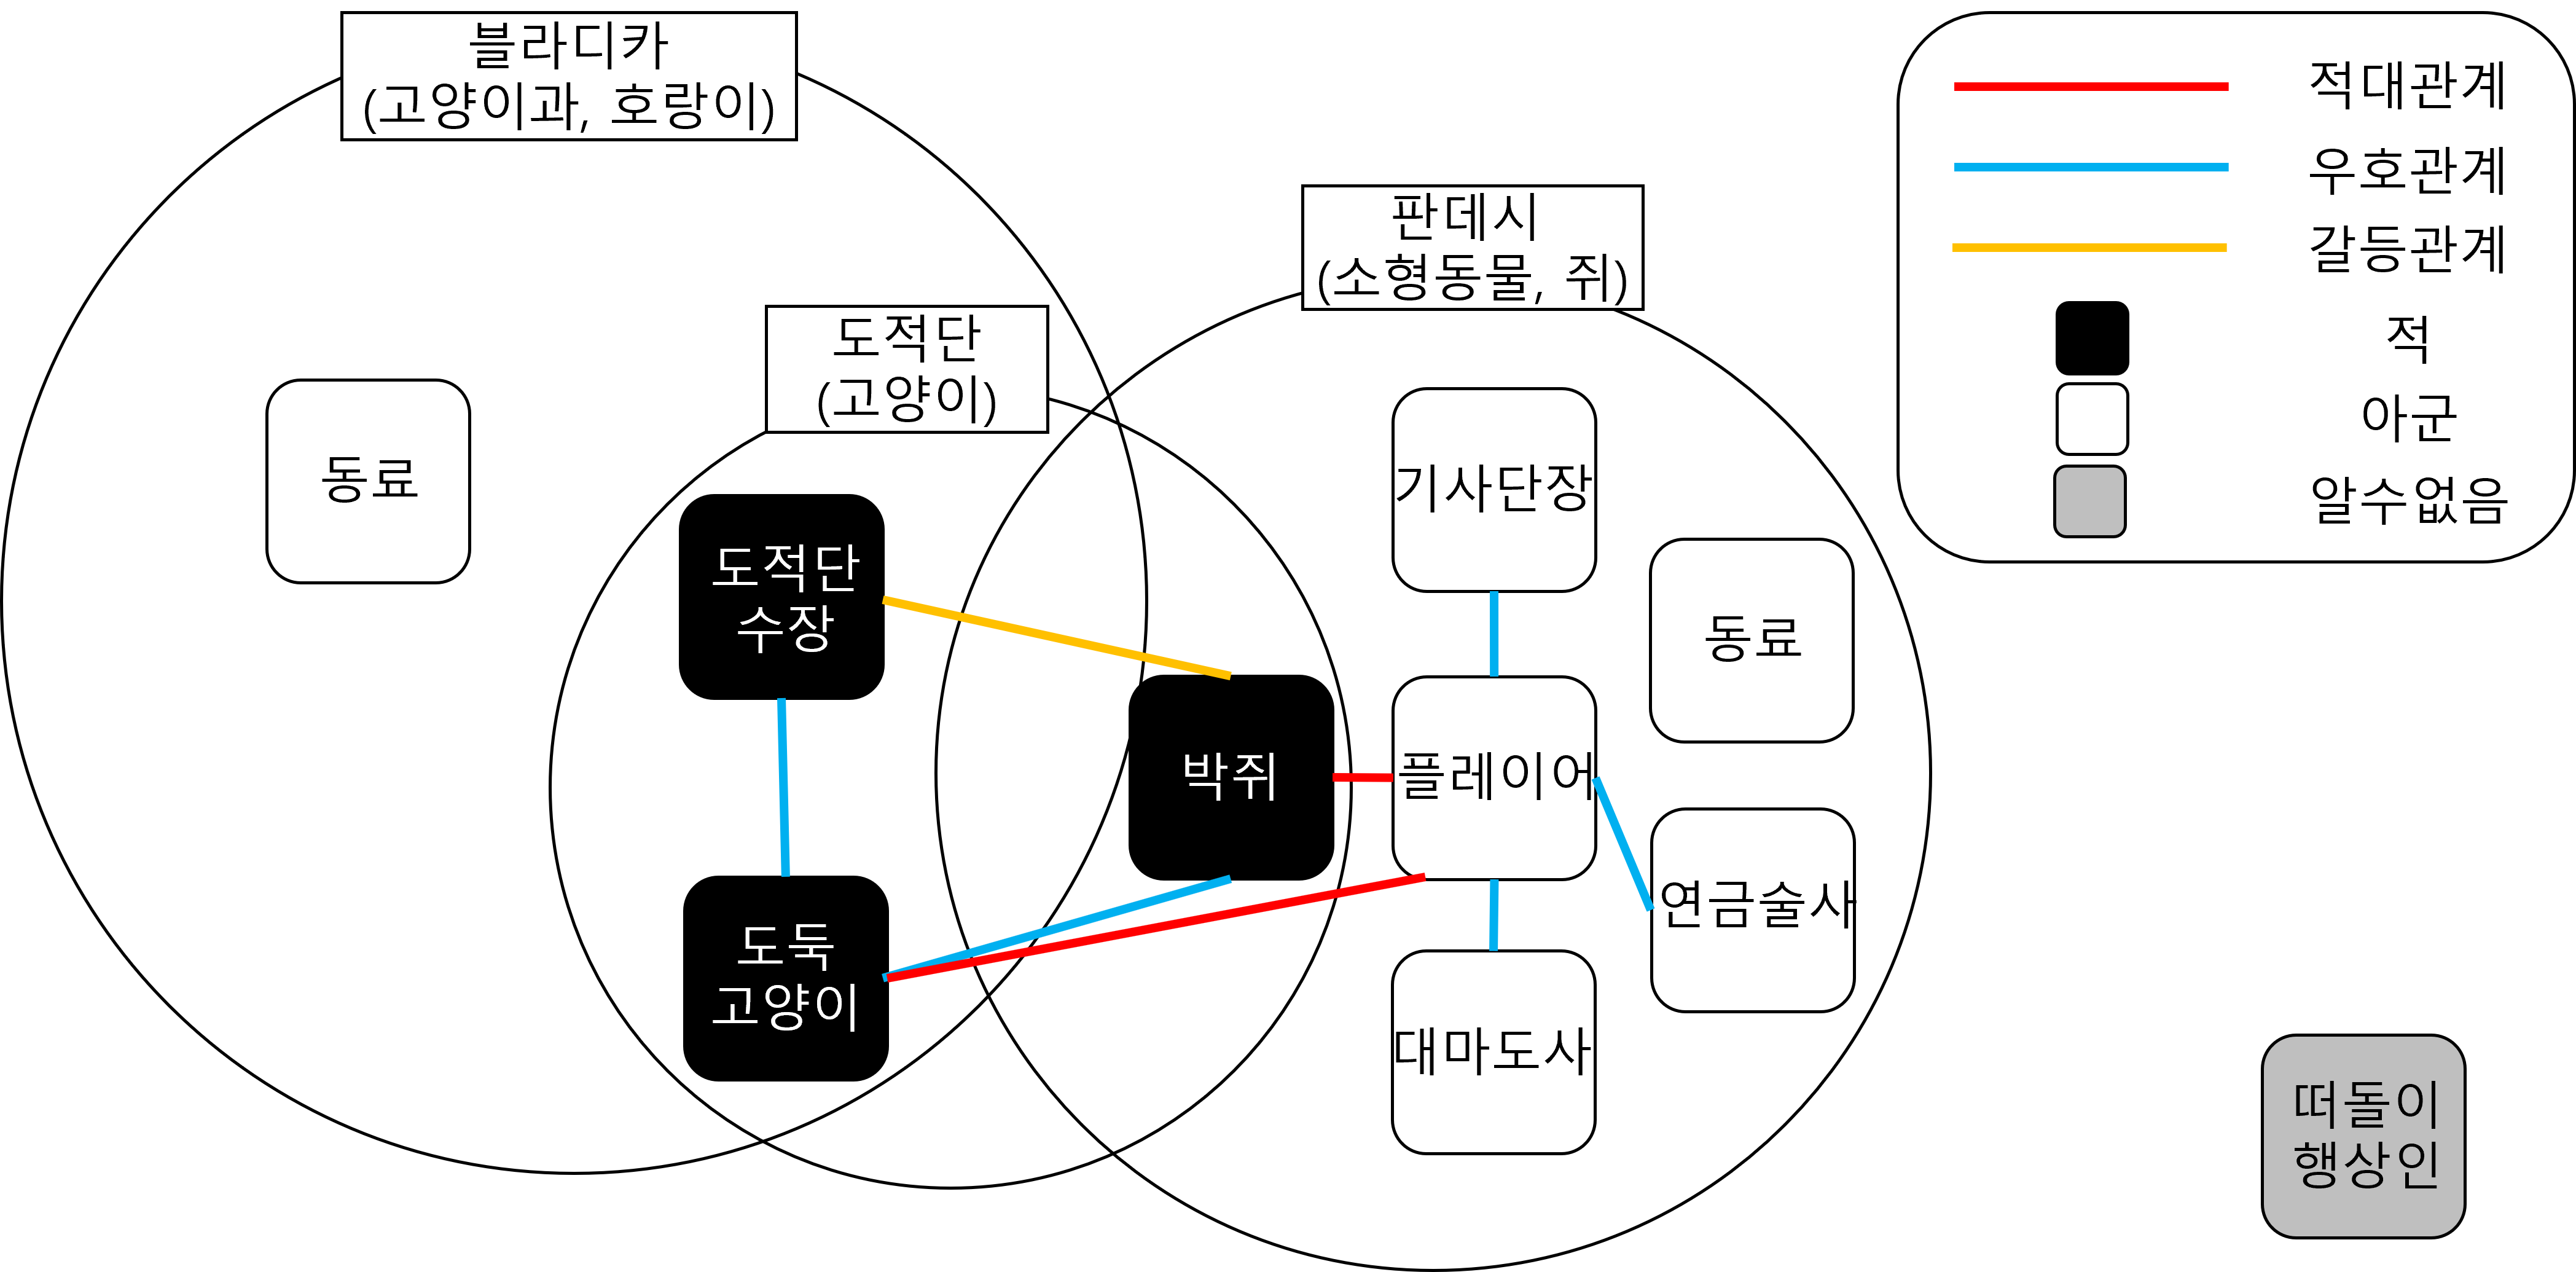 블라디카
(고양이과, 호랑이)
판데시
(소형동물, 쥐)
도적단
(고양이)
적대관계
우호관계
갈등관계
적
아군
알수없음
동료
도적단
수장
기사단장
동료
박쥐
플레이어
연금술사
도둑
고양이
대마도사
떠돌이
행상인